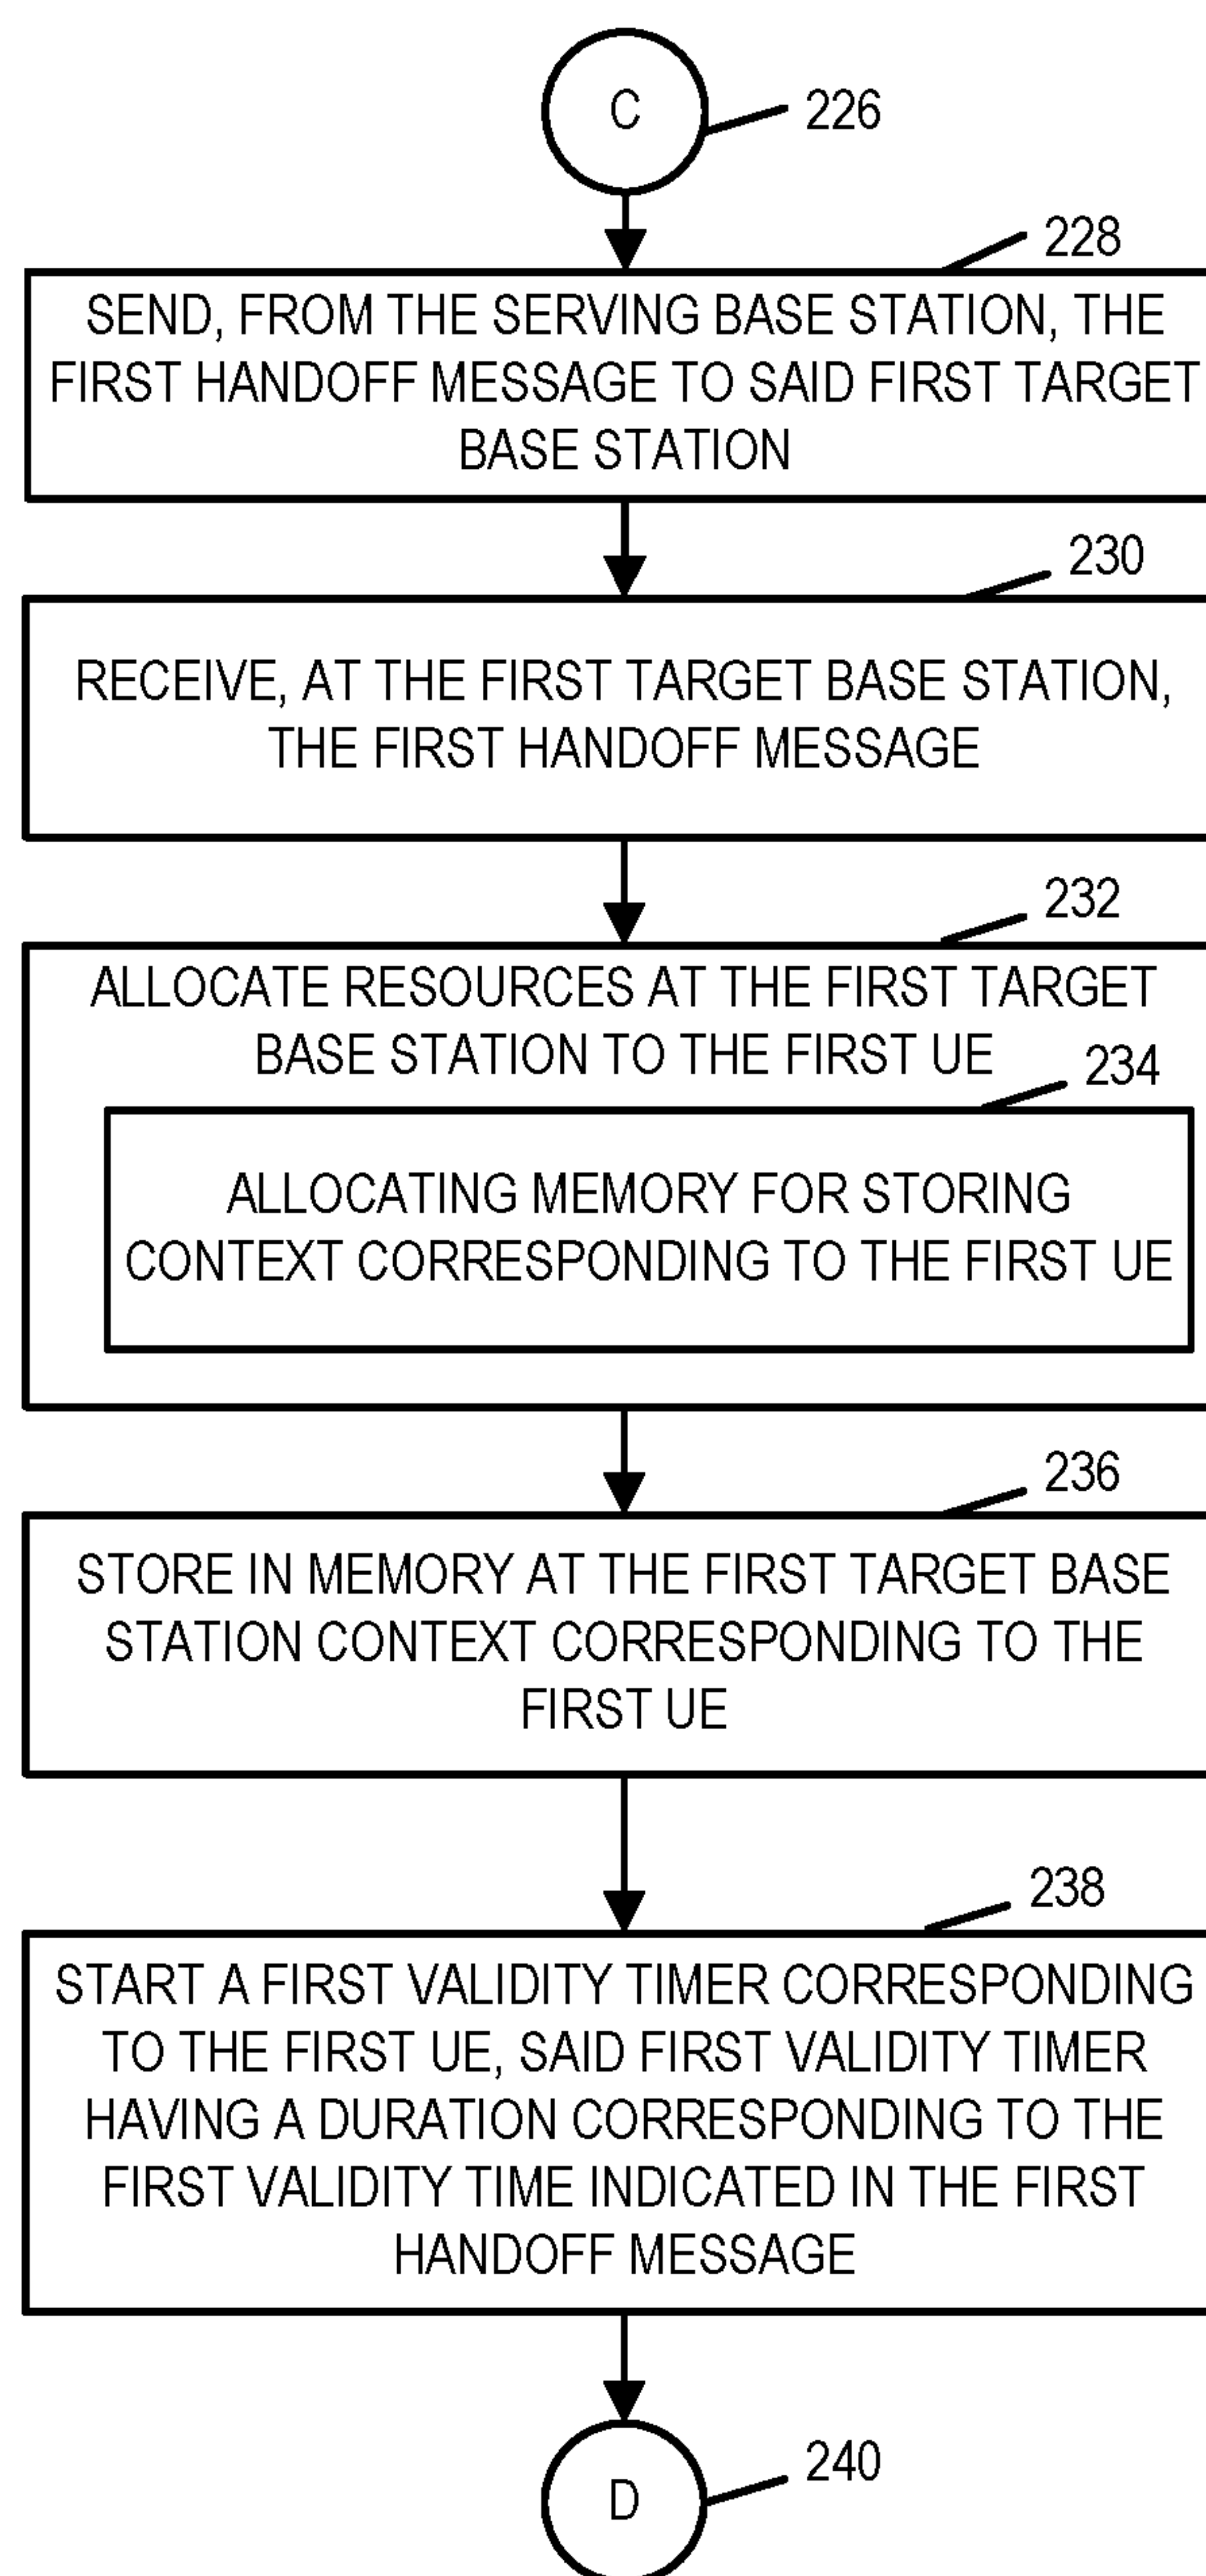 C
226
228
SEND, FROM THE SERVING BASE STATION, THE
FIRST HANDOFF MESSAGE TO SAID FIRST TARGET
BASE STATION
230
RECEIVE, AT THE FIRST TARGET BASE STATION,
THE FIRST HANDOFF MESSAGE
232
ALLOCATE RESOURCES AT THE FIRST TARGET
BASE STATION TO THE FIRST UE
234
ALLOCATING MEMORY FOR STORING
CONTEXT CORRESPONDING TO THE FIRST UE
236
STORE IN MEMORY AT THE FIRST TARGET BASE
STATION CONTEXT CORRESPONDING TO THE
FIRST UE
238
START A FIRST VALIDITY TIMER CORRESPONDING
TO THE FIRST UE, SAID FIRST VALIDITY TIMER
HAVING A DURATION CORRESPONDING TO THE
FIRST VALIDITY TIME INDICATED IN THE FIRST
HANDOFF MESSAGE
240
D